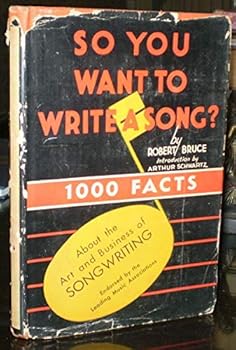 SO YOU
WANT TO
WRITE A SONG?
by
ROBERT BRUCE
Introduction by
ARTHUR SCHWARTZ
1000 FACTS
About the
Art and Business of
SONGWRITING
Endorsed by the
Leading Music Associations